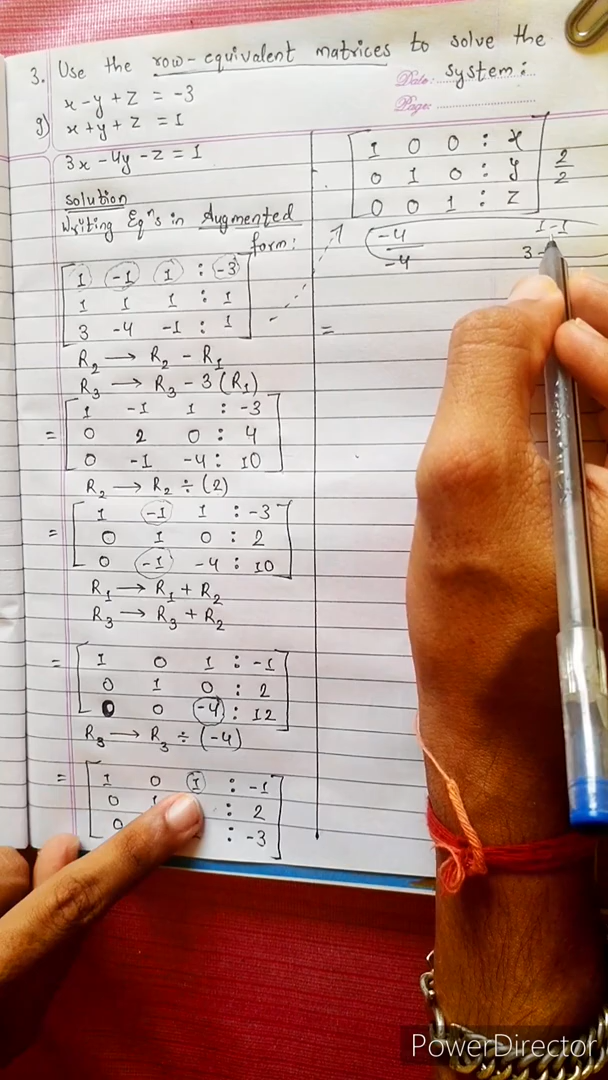 3. Use the row-equivalent matrices to solve the
system:
Date:
Page:
g) x-y+z = -3
x+y+z = 1
3x-4y-z = 1
solution
Writing Eqⁿs in Augmented
form:
1 -1 1 : -3
1 1 1 : 1
3 -4 -1 : 1
R₂ → R₂ - R₁
R₃ → R₃ - 3(R₁)
1 -1 1 : -3
= 0 2 0 : 4
0 -1 -4 : 10
R₂ → R₂ ÷ (2)
1 -1 1 : -3
= 0 1 0 : 2
0 -1 -4 : 10
R₁ → R₁ + R₂
R₃ → R₃ + R₂
= 1 0 1 : -1
0 1 0 : 2
0 0 -4 : 12
R₃ → R₃ ÷ (-4)
= 1 0 1 : -1
0 : 2
0 : -3
1 0 0 : x
0 1 0 : y
0 0 1 : z
2/2
-4/-4
1-1
3-
=
PowerDirector